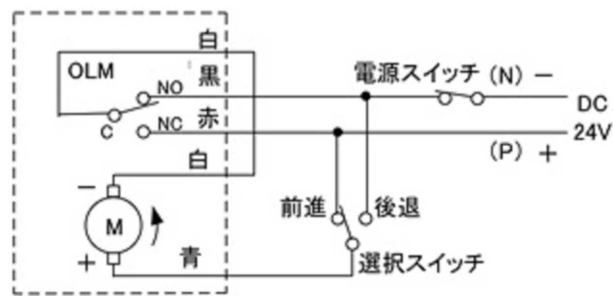 白
OLM
NO 黒
電源スイッチ (N) −
DC
24V
C NC 赤
(P) +
白
−
前進 後退
M
+
青
選択スイッチ